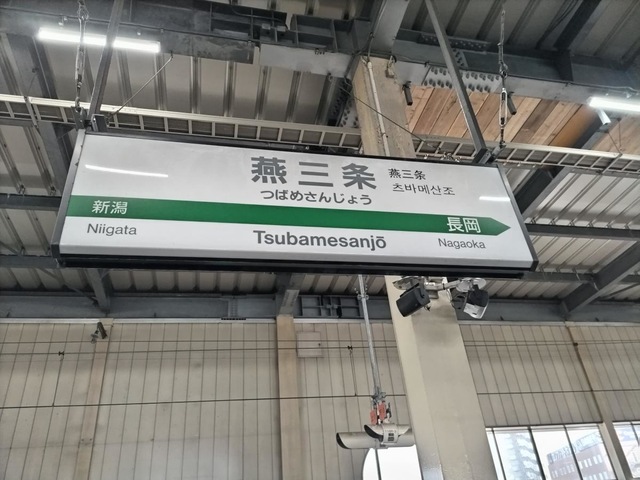 燕三条
燕三条
つばめさんじょう
츠바메산조
新潟
長岡
Niigata
Tsubamesanjō
Nagaoka